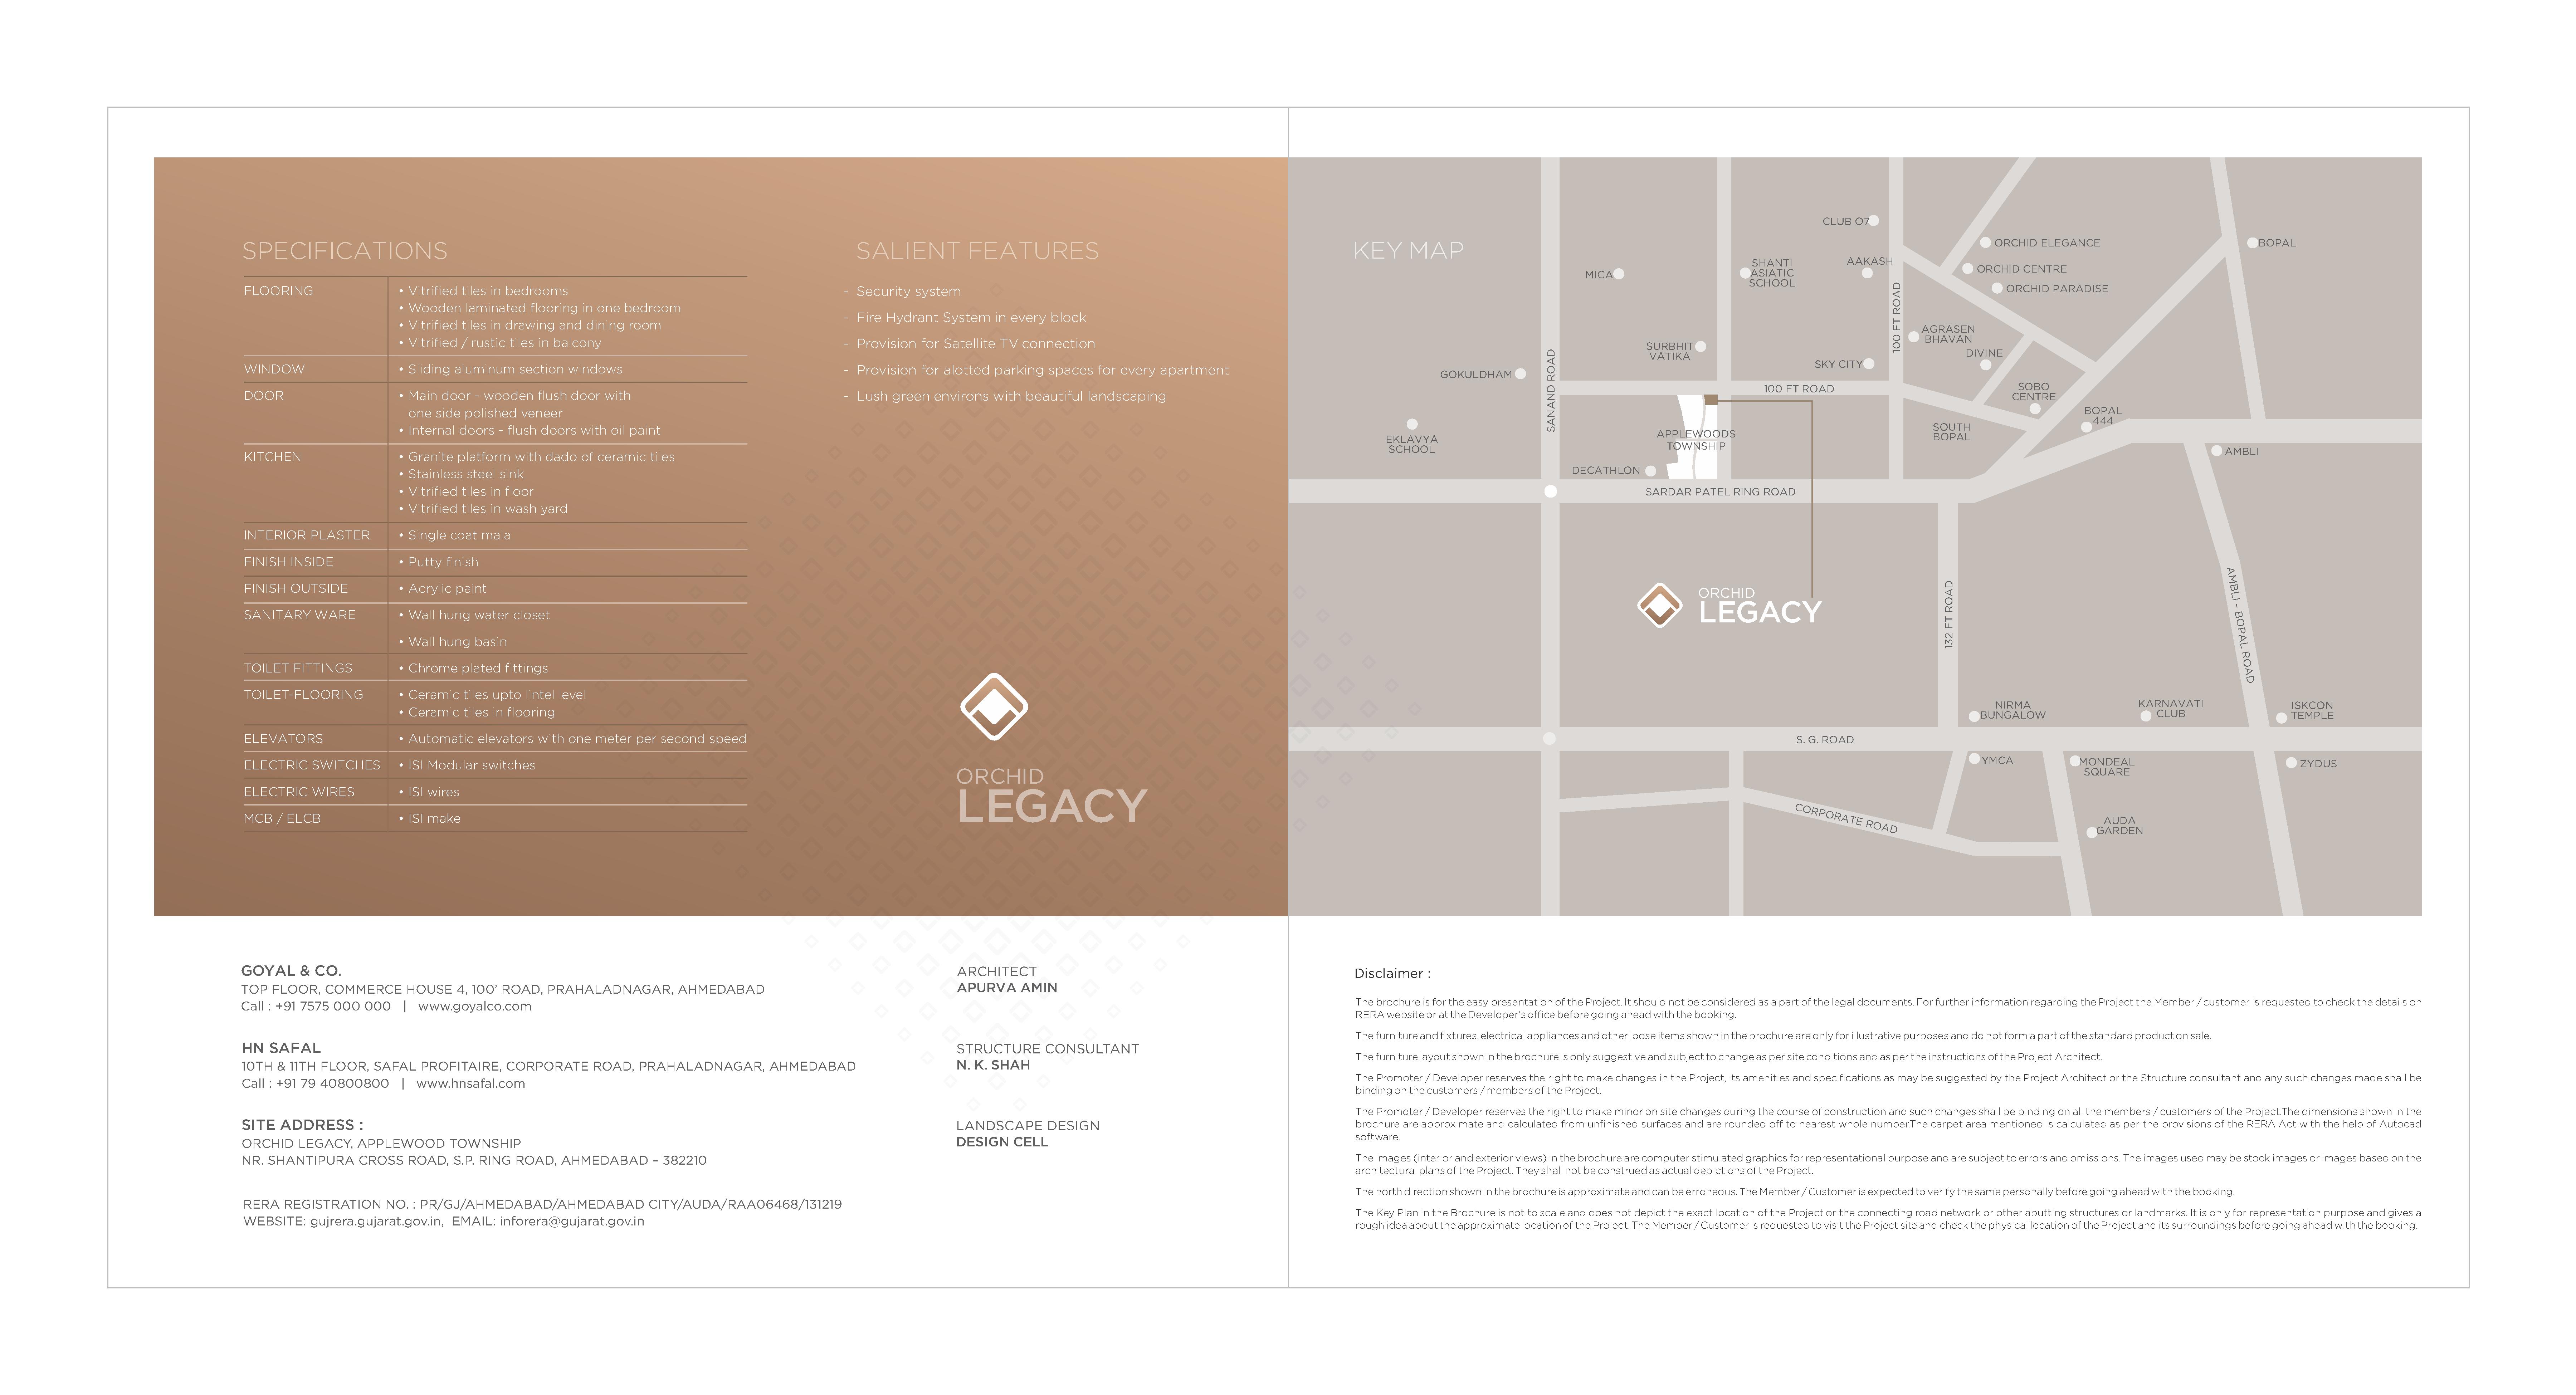 SPECIFICATIONS
FLOORING
• Vitrified tiles in bedrooms
• Wooden laminated flooring in one bedroom
• Vitrified tiles in drawing and dining room
• Vitrified / rustic tiles in balcony
WINDOW
• Sliding aluminum section windows
DOOR
• Main door - wooden flush door with
one side polished veneer
• Internal doors - flush doors with oil paint
KITCHEN
• Granite platform with dado of ceramic tiles
• Stainless steel sink
• Vitrified tiles in floor
• Vitrified tiles in wash yard
INTERIOR PLASTER
• Single coat mala
FINISH INSIDE
• Putty finish
FINISH OUTSIDE
• Acrylic paint
SANITARY WARE
• Wall hung water closet
• Wall hung basin
TOILET FITTINGS
• Chrome plated fittings
TOILET-FLOORING
• Ceramic tiles upto lintel level
• Ceramic tiles in flooring
ELEVATORS
• Automatic elevators with one meter per second speed
ELECTRIC SWITCHES
• ISI Modular switches
ELECTRIC WIRES
• ISI wires
MCB / ELCB
• ISI make
SALIENT FEATURES
- Security system
- Fire Hydrant System in every block
- Provision for Satellite TV connection
- Provision for alotted parking spaces for every apartment
- Lush green environs with beautiful landscaping
ORCHID
LEGACY
KEY MAP
CLUB O7
ORCHID ELEGANCE
BOPAL
MICA
SHANTI
ASIATIC
SCHOOL
AAKASH
ORCHID CENTRE
ORCHID PARADISE
100 FT ROAD
AGRASEN
BHAVAN
SURBHIT
VATIKA
DIVINE
SKY CITY
GOKULDHAM
SANAND ROAD
100 FT ROAD
SOBO
CENTRE
BOPAL
444
EKLAVYA
SCHOOL
APPLEWOODS
TOWNSHIP
SOUTH
BOPAL
AMBLI
DECATHLON
SARDAR PATEL RING ROAD
ORCHID
LEGACY
132 FT ROAD
AMBLI - BOPAL ROAD
NIRMA
BUNGALOW
KARNAVATI
CLUB
ISKCON
TEMPLE
S. G. ROAD
YMCA
MONDEAL
SQUARE
ZYDUS
CORPORATE ROAD
AUDA
GARDEN
GOYAL & CO.
TOP FLOOR, COMMERCE HOUSE 4, 100' ROAD, PRAHALADNAGAR, AHMEDABAD
Call : +91 7575 000 000 | www.goyalco.com
HN SAFAL
10TH & 11TH FLOOR, SAFAL PROFITAIRE, CORPORATE ROAD, PRAHALADNAGAR, AHMEDABAD
Call : +91 79 40800800 | www.hnsafal.com
SITE ADDRESS :
ORCHID LEGACY, APPLEWOOD TOWNSHIP
NR. SHANTIPURA CROSS ROAD, S.P. RING ROAD, AHMEDABAD – 382210
RERA REGISTRATION NO. : PR/GJ/AHMEDABAD/AHMEDABAD CITY/AUDA/RAA06468/131219
WEBSITE: gujrera.gujarat.gov.in, EMAIL: inforera@gujarat.gov.in
ARCHITECT
APURVA AMIN
STRUCTURE CONSULTANT
N. K. SHAH
LANDSCAPE DESIGN
DESIGN CELL
Disclaimer :
The brochure is for the easy presentation of the Project. It should not be considered as a part of the legal documents. For further information regarding the Project the Member / customer is requested to check the details on
RERA website or at the Developer's office before going ahead with the booking.
The furniture and fixtures, electrical appliances and other loose items shown in the brochure are only for illustrative purposes and do not form a part of the standard product on sale.
The furniture layout shown in the brochure is only suggestive and subject to change as per site conditions and as per the instructions of the Project Architect.
The Promoter / Developer reserves the right to make changes in the Project, its amenities and specifications as may be suggested by the Project Architect or the Structure consultant and any such changes made shall be
binding on the customers / members of the Project.
The Promoter / Developer reserves the right to make minor on site changes during the course of construction and such changes shall be binding on all the members / customers of the Project.The dimensions shown in the
brochure are approximate and calculated from unfinished surfaces and are rounded off to nearest whole number.The carpet area mentioned is calculated as per the provisions of the RERA Act with the help of Autocad
software.
The images (interior and exterior views) in the brochure are computer stimulated graphics for representational purpose and are subject to errors and omissions. The images used may be stock images or images based on the
architectural plans of the Project. They shall not be construed as actual depictions of the Project.
The north direction shown in the brochure is approximate and can be erroneous. The Member / Customer is expected to verify the same personally before going ahead with the booking.
The Key Plan in the Brochure is not to scale and does not depict the exact location of the Project or the connecting road network or other abutting structures or landmarks. It is only for representation purpose and gives a
rough idea about the approximate location of the Project. The Member / Customer is requested to visit the Project site and check the physical location of the Project and its surroundings before going ahead with the booking.